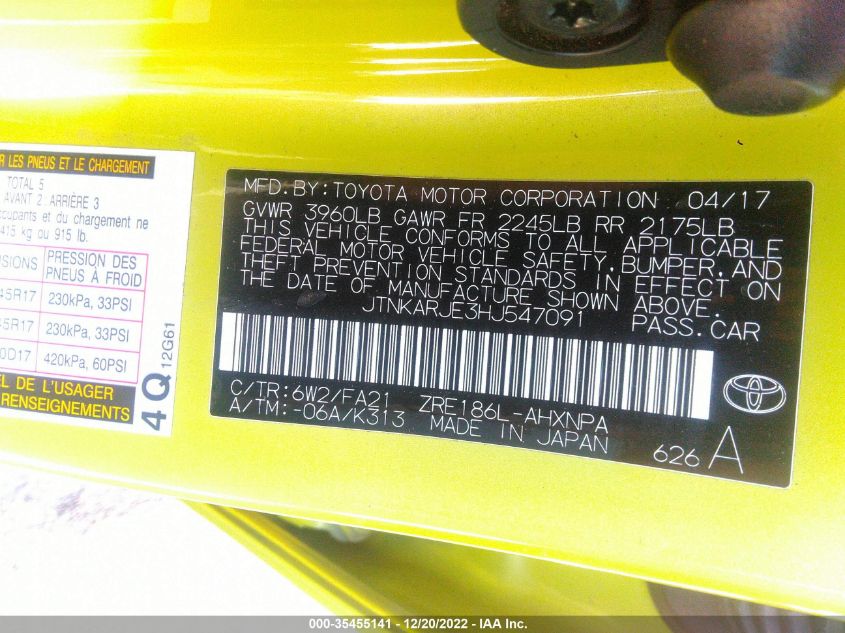 R LES PNEUS ET LE CHARGEMENT
TOTAL 5
AVANT 2: ARRIÈRE 3
occupants et du chargement ne
415 kg ou 915 lb.
SIONS PRESSION DES PNEUS À FROID
45R17 230kPa, 33PSI
45R17 230kPa, 33PSI
0D17 420kPa, 60PSI
EL DE L'USAGER
RENSEIGNEMENTS
4Q 12G61
MFD.BY:TOYOTA MOTOR CORPORATION 04/17
GVWR 3960LB GAWR FR 2245LB RR 2175LB
THIS VEHICLE CONFORMS TO ALL APPLICABLE
FEDERAL MOTOR VEHICLE SAFETY,BUMPER,AND
THEFT PREVENTION STANDARDS IN EFFECT ON
THE DATE OF MANUFACTURE SHOWN ABOVE.
JTNKARJE3HJ547091 PASS.CAR
C/TR:6W2/FA21 ZRE186L-AHXNPA
A/TM:-06A/K313 MADE IN JAPAN
626 A
000-35455141 - 12/20/2022 - IAA Inc.